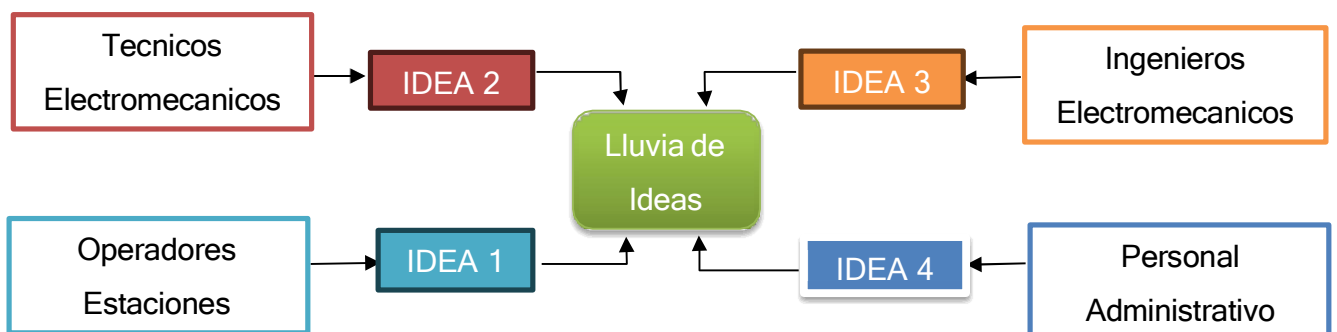 Tecnicos
Electromecanicos
IDEA 2
IDEA 3
Ingenieros
Electromecanicos
Lluvia de
Ideas
Operadores
Estaciones
IDEA 1
IDEA 4
Personal
Administrativo